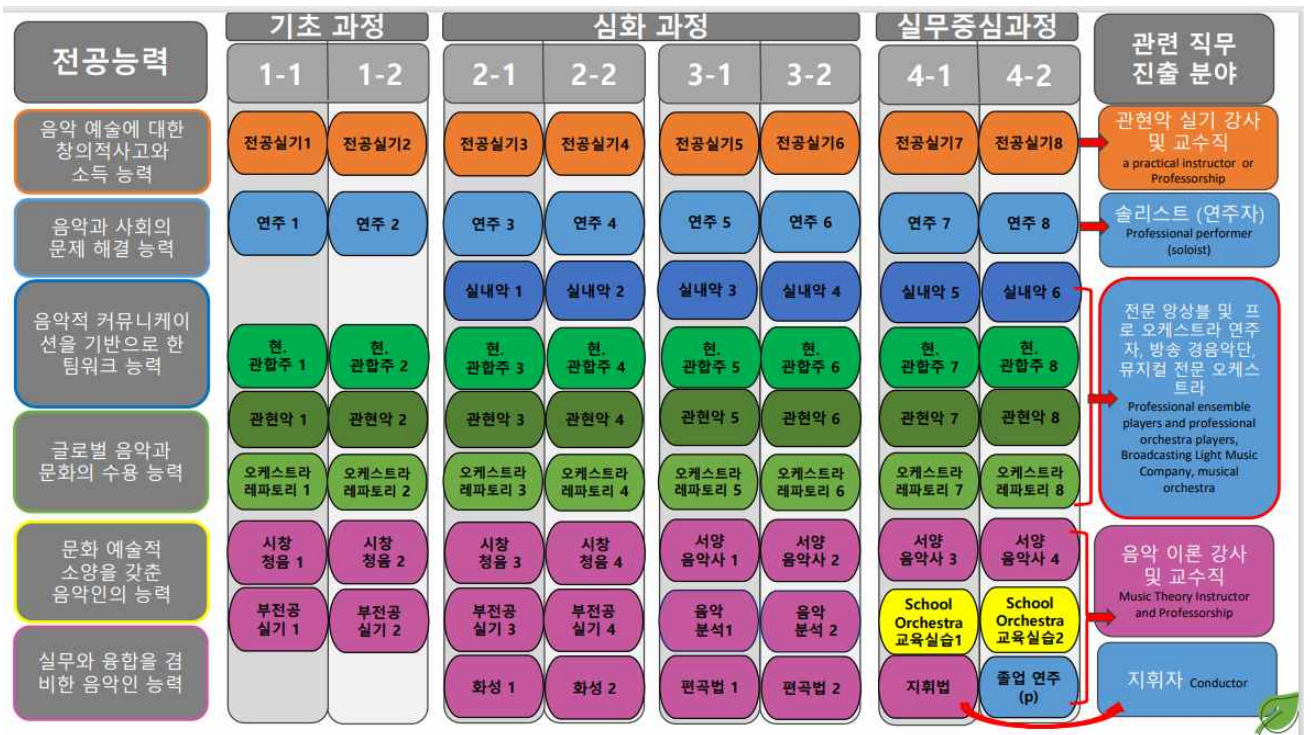 전공능력
기초 과정
심화 과정
실무중심과정
관련 직무
진출 분야
1-1
1-2
2-1
2-2
3-1
3-2
4-1
4-2
음악 예술에 대한
창의적사고와
소득 능력
전공실기1
전공실기2
전공실기3
전공실기4
전공실기5
전공실기6
전공실기7
전공실기8
관현악 실기 강사
및 교수직
a practical instructor or
Professorship
음악과 사회의
문제 해결 능력
연주 1
연주 2
연주 3
연주 4
연주 5
연주 6
연주 7
연주 8
솔리스트 (연주자)
Professional performer
(soloist)
음악적 커뮤니케이
션을 기반으로 한
팀워크 능력
실내악 1
실내악 2
실내악 3
실내악 4
실내악 5
실내악 6
현.
관합주 1
현.
관합주 2
현.
관합주 3
현.
관합주 4
현.
관합주 5
현.
관합주 6
현.
관합주 7
현.
관합주 8
전문 앙상블 및 프
로 오케스트라 연주
자, 방송 경음악단,
뮤지컬 전문 오케스
트라
Professional ensemble
players and professional
orchestra players,
Broadcasting Light Music
Company, musical
orchestra
글로벌 음악과
문화의 수용 능력
관현악 1
관현악 2
관현악 3
관현악 4
관현악 5
관현악 6
관현악 7
관현악 8
오케스트라
레파토리 1
오케스트라
레파토리 2
오케스트라
레파토리 3
오케스트라
레파토리 4
오케스트라
레파토리 5
오케스트라
레파토리 6
오케스트라
레파토리 7
오케스트라
레파토리 8
문화 예술적
소양을 갖춘
음악인의 능력
시창
청음 1
시창
청음 2
시창
청음 3
시창
청음 4
서양
음악사 1
서양
음악사 2
서양
음악사 3
서양
음악사 4
음악 이론 강사
및 교수직
Music Theory Instructor
and Professorship
부전공
실기 1
부전공
실기 2
부전공
실기 3
부전공
실기 4
음악
분석1
음악
분석 2
School
Orchestra
교육실습1
School
Orchestra
교육실습2
실무와 융합을 겸
비한 음악인 능력
화성 1
화성 2
편곡법 1
편곡법 2
지휘법
졸업 연주
(p)
지휘자 Conductor